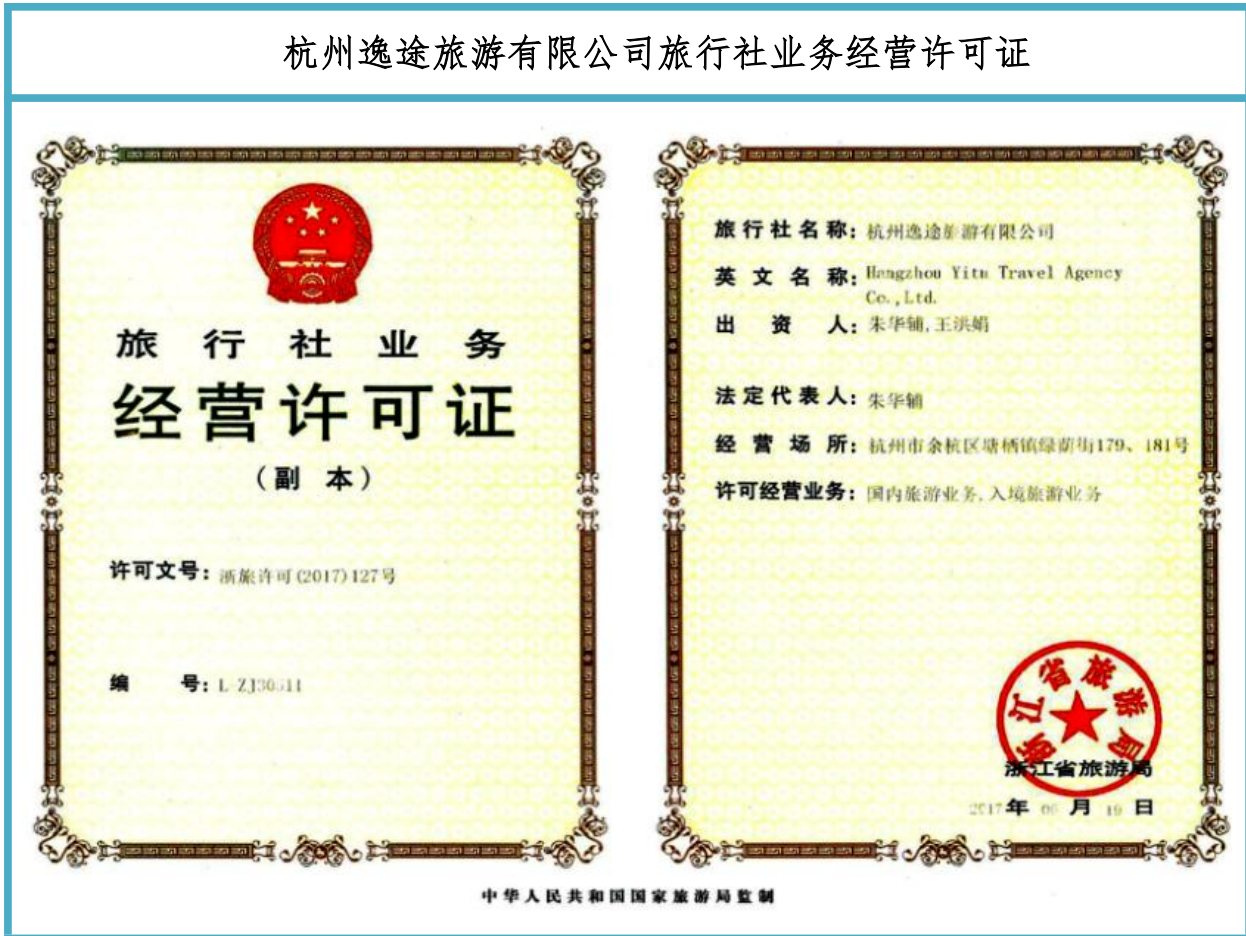 杭州逸途旅游有限公司旅行社业务经营许可证
旅行社业务
经营许可证
（副 本）
许可文号：浙旅许可(2017)127号
编 号：
旅行社名称：杭州逸途旅游有限公司
英文名称：Hangzhou Yitu Travel Agency
Co.,Ltd.
出资人：朱华辅,王洪娟
法定代表人：朱华辅
经营场所：杭州市余杭区塘栖镇绿荫街179、181号
许可经营业务：国内旅游业务,入境旅游业务
浙江省旅游局
浙江省旅游局
2017年 06 月 19 日
中华人民共和国国家旅游局监制